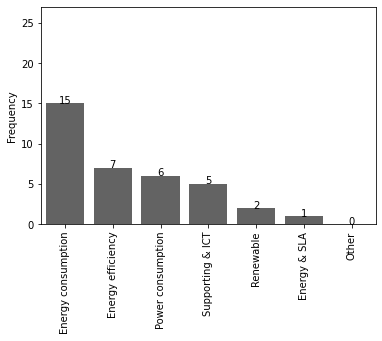 25
20
15
10
5
0
Frequency
15
7
6
5
2
1
0
Energy consumption
Energy efficiency
Power consumption
Supporting & ICT
Renewable
Energy & SLA
Other